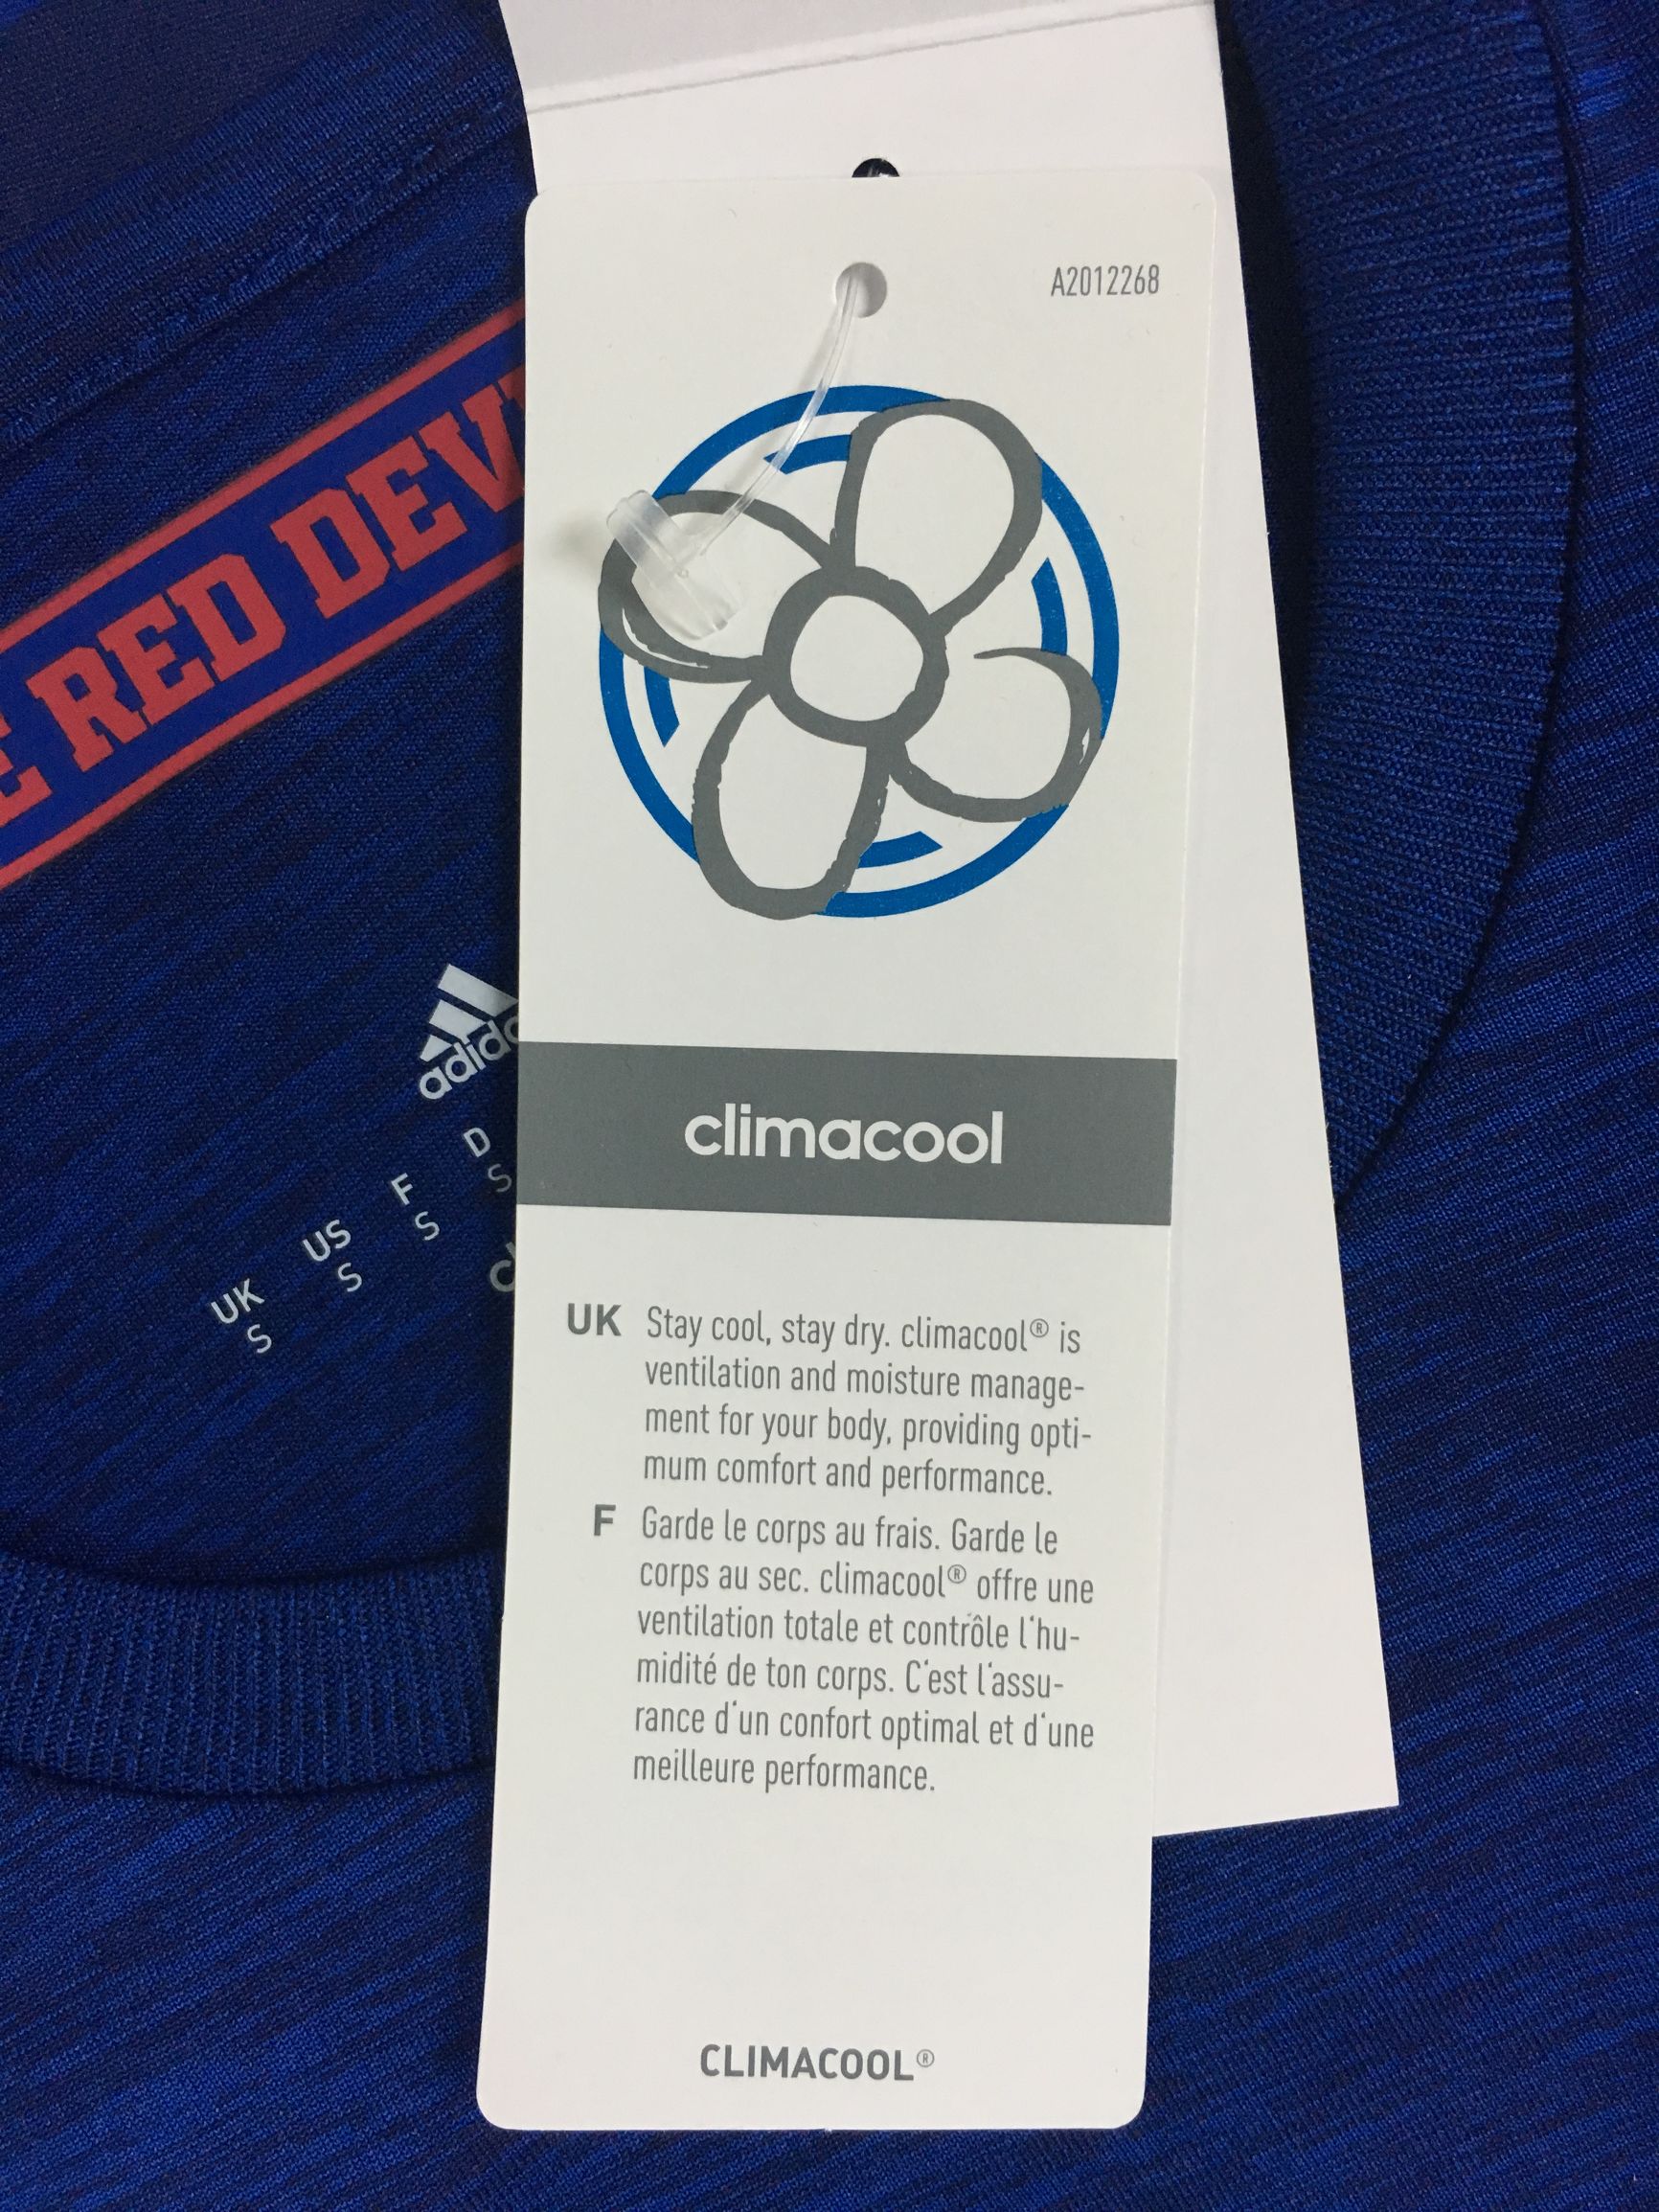 A2012268
RED DEV
adida
D
S
F
S
US
S
UK
S
climacool
UK Stay cool, stay dry. climacool® is
ventilation and moisture manage-
ment for your body, providing opti-
mum comfort and performance.
F Garde le corps au frais. Garde le
corps au sec. climacool® offre une
ventilation totale et contrôle l'hu-
midité de ton corps. C'est l'assu-
rance d'un confort optimal et d'une
meilleure performance.
CLIMACOOL®